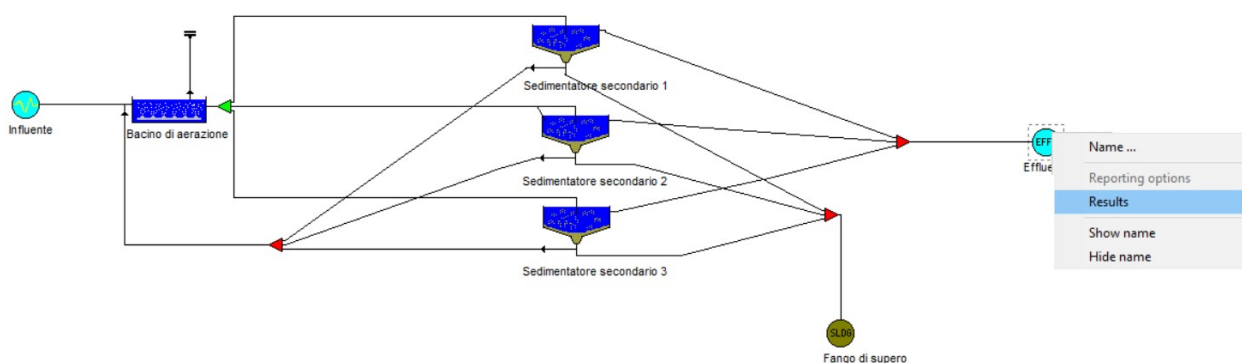 Sedimentatore secondario 1
Influente
Bacino di aerazione
EFF
Efflue
Name ...
Reporting options
Results
Show name
Hide name
Sedimentatore secondario 2
Sedimentatore secondario 3
SLDG
Fango di supero